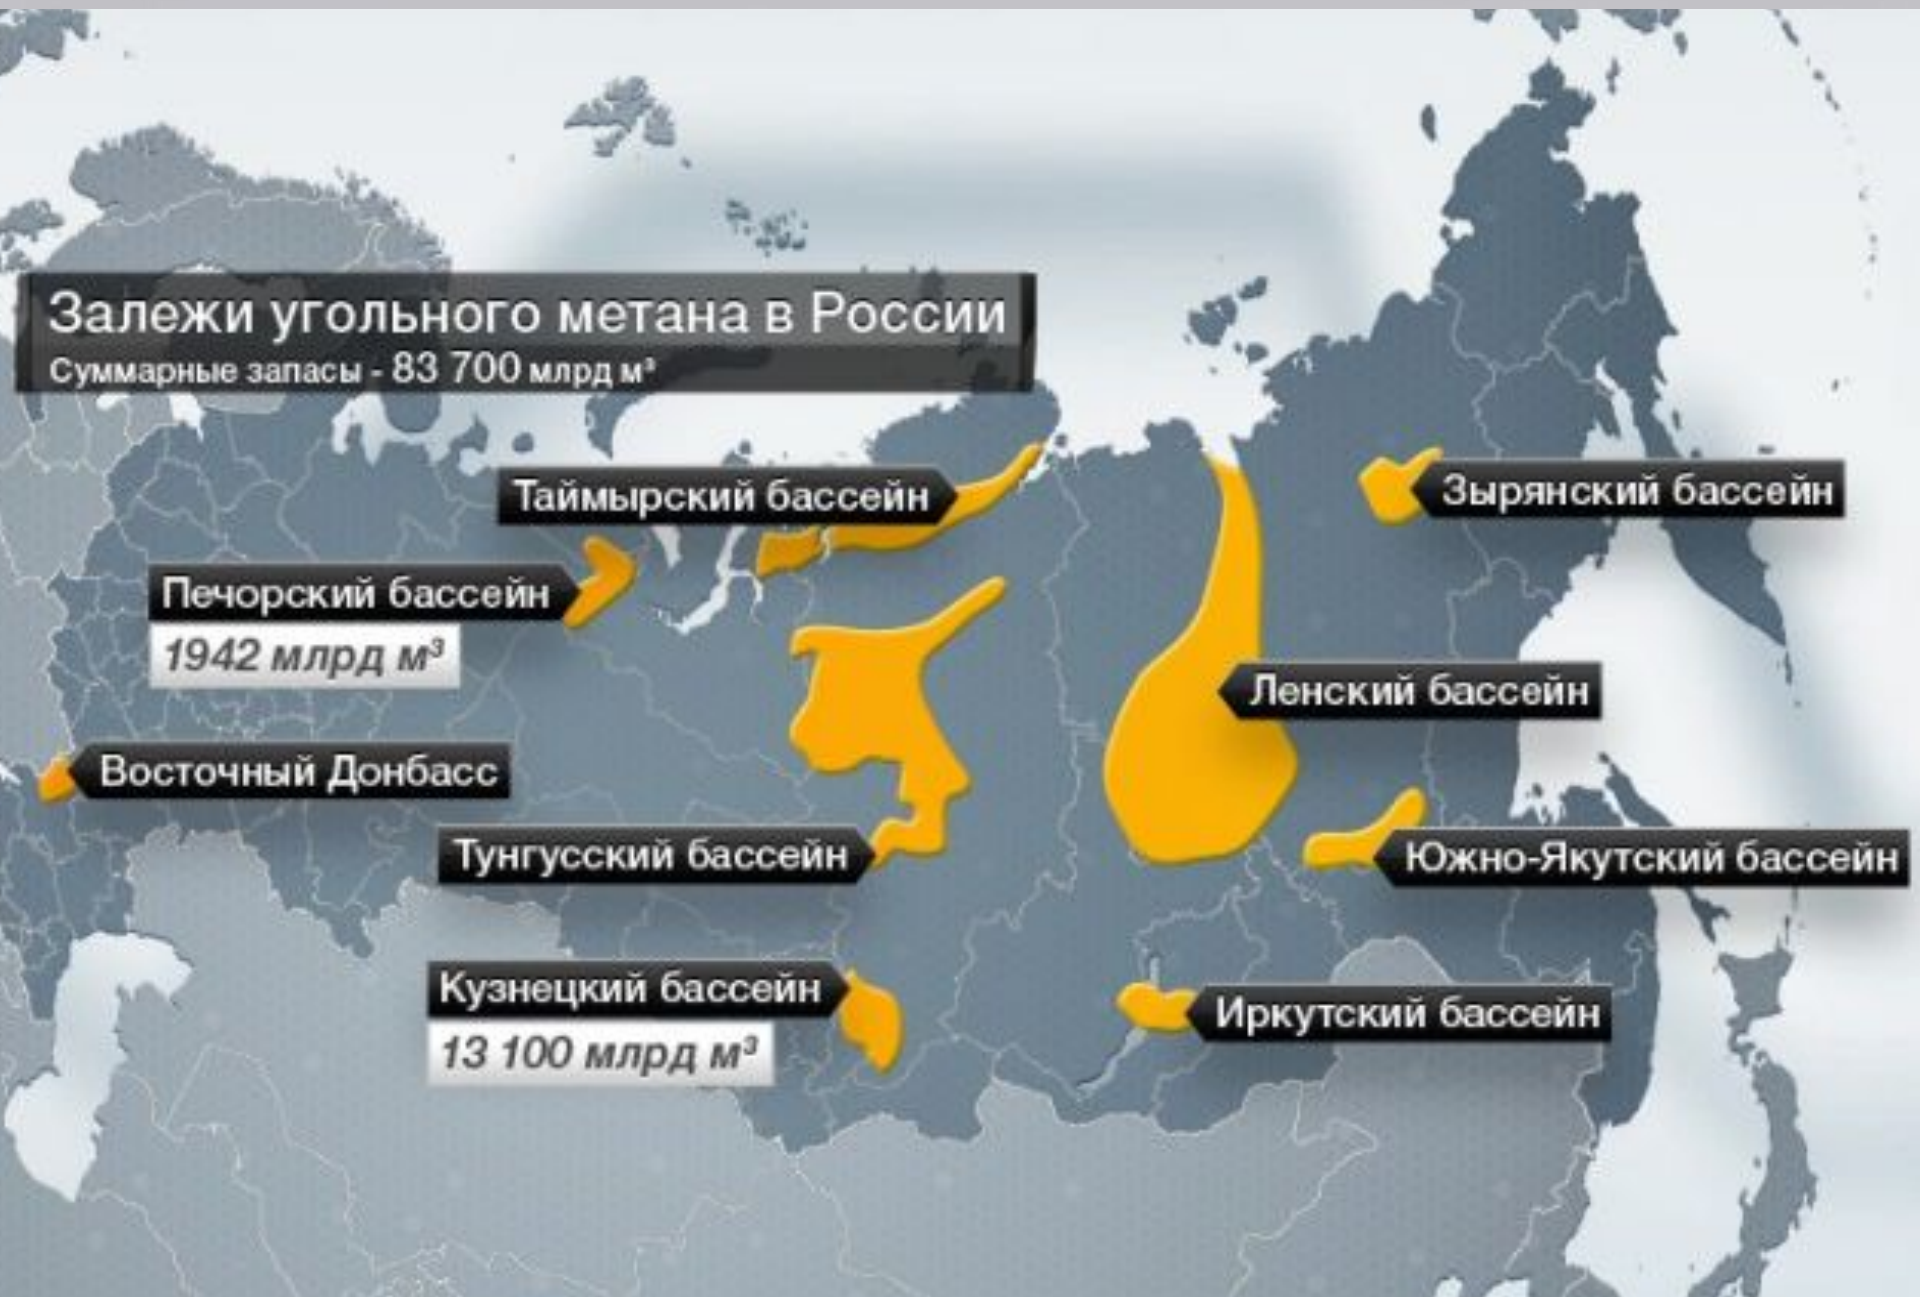 Залежи угольного метана в России
Суммарные запасы - 83 700 млрд м³
Таймырский бассейн
Зырянский бассейн
Печорский бассейн
1942 млрд м³
Ленский бассейн
Восточный Донбасс
Тунгусский бассейн
Южно-Якутский бассейн
Кузнецкий бассейн
13 100 млрд м³
Иркутский бассейн